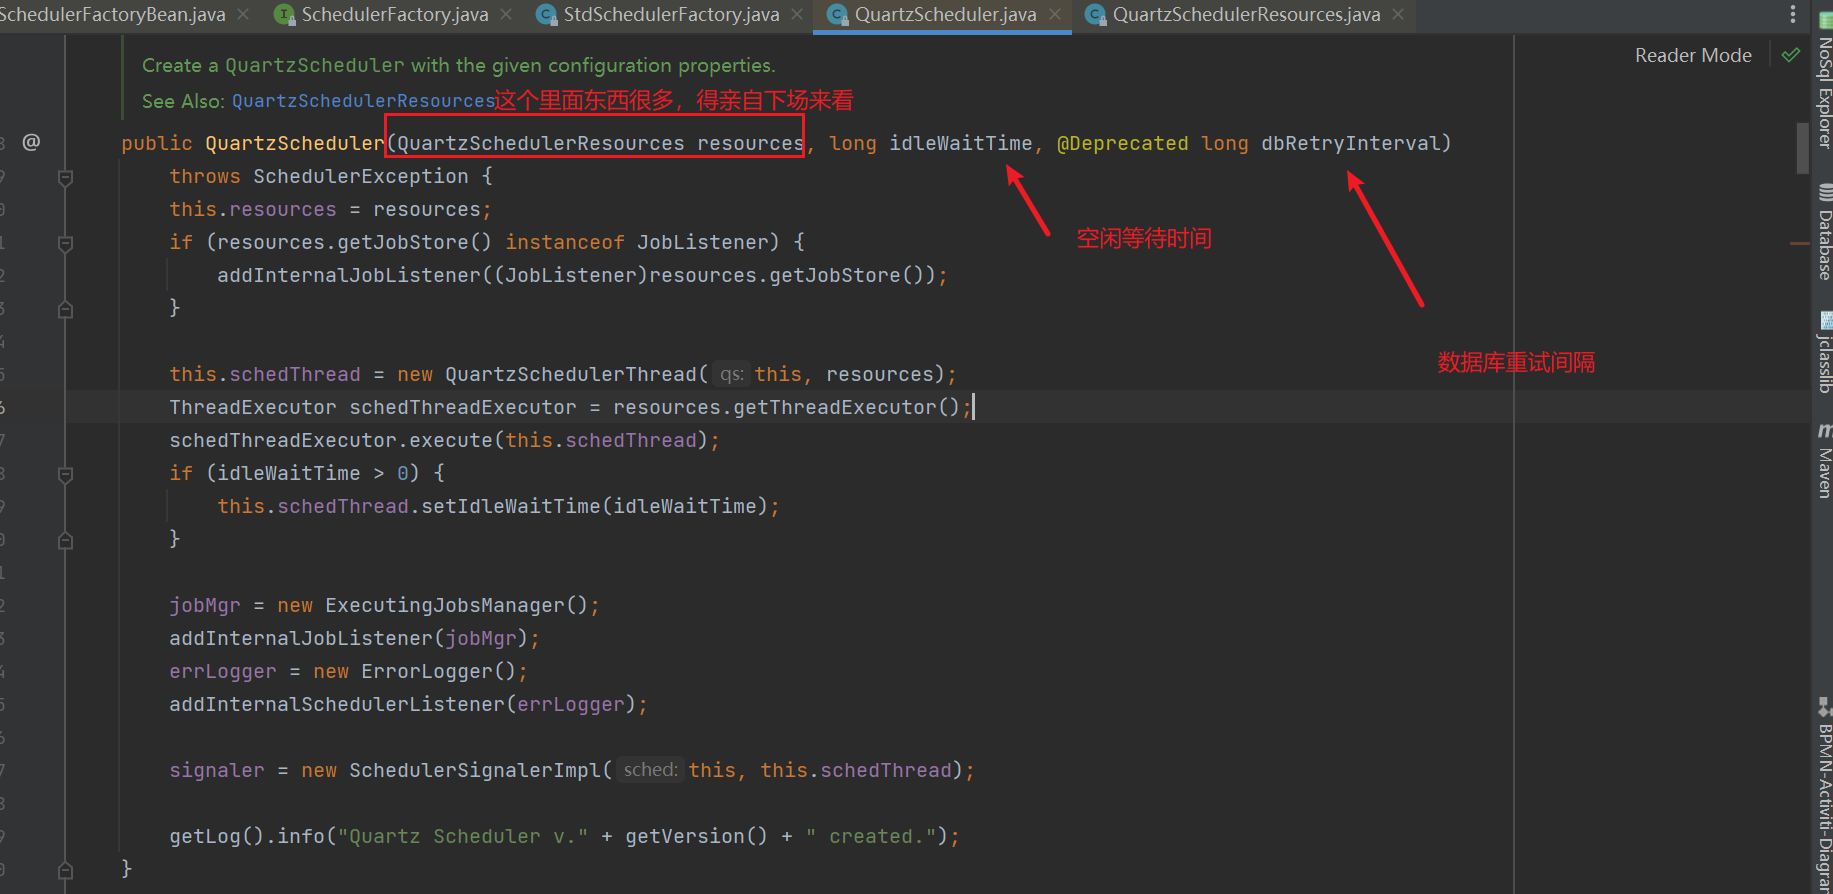 SchedulerFactoryBean.java
SchedulerFactory.java
StdSchedulerFactory.java
QuartzScheduler.java
QuartzSchedulerResources.java
Reader Mode
Create a QuartzScheduler with the given configuration properties.
See Also: QuartzSchedulerResources这个里面东西很多，得亲自下场来看
public QuartzScheduler(QuartzSchedulerResources resources, long idleWaitTime, @Deprecated long dbRetryInterval)
throws SchedulerException {
this.resources = resources;
if (resources.getJobStore() instanceof JobListener) {
空闲等待时间
addInternalJobListener((JobListener)resources.getJobStore());
}
数据库重试间隔
this.schedThread = new QuartzSchedulerThread( qs: this, resources);
ThreadExecutor schedThreadExecutor = resources.getThreadExecutor();
schedThreadExecutor.execute(this.schedThread);
if (idleWaitTime > 0) {
this.schedThread.setIdleWaitTime(idleWaitTime);
}
jobMgr = new ExecutingJobsManager();
addInternalJobListener(jobMgr);
errLogger = new ErrorLogger();
addInternalSchedulerListener(errLogger);
signaler = new SchedulerSignalerImpl( sched: this, this.schedThread);
getLog().info("Quartz Scheduler v." + getVersion() + " created.");
}
NoSql Explorer
Database
jclasslib
Maven
BPMN-Activiti-Diagram